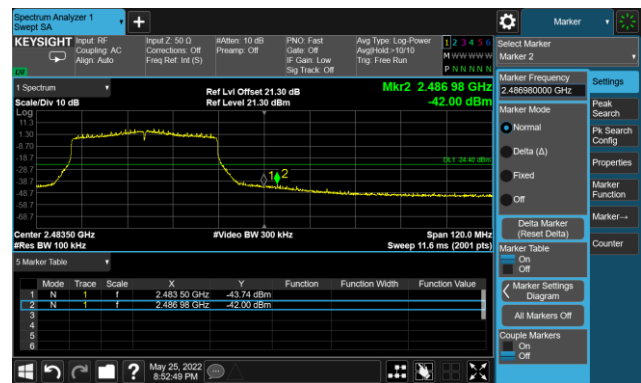 Spectrum Analyzer 1
Swept SA
Marker
KEYSIGHT
Input: RF
Coupling: AC
Align: Auto
Input Z: 50 Ω
Corrections: Off
Freq Ref: Int (S)
#Atten: 10 dB
Preamp: Off
PNO: Fast
Gate: Off
IF Gain: Low
Sig Track: Off
Avg Type: Log-Power
Avg|Hold:>10/10
Trig: Free Run
1 2 3 4 5 6
M W W W W W
P N N N N N
Select Marker
Marker 2
1 Spectrum
Ref Lvl Offset 21.30 dB
Mkr2 2.486 98 GHz
Scale/Div 10 dB
Ref Level 21.30 dBm
-42.00 dBm
Log
11.3
1.30
-8.70
-18.7
-28.7
-38.7
-48.7
-58.7
-68.7
DL1 -24.40 dBm
1
2
Center 2.48350 GHz
#Video BW 300 kHz
Span 120.0 MHz
#Res BW 100 kHz
Sweep 11.6 ms (2001 pts)
5 Marker Table
Mode Trace Scale X Y Function Function Width Function Value
1 N 1 f 2.483 50 GHz -43.74 dBm
2 N 1 f 2.486 98 GHz -42.00 dBm
3
4
5
6
Marker Frequency
2.486980000 GHz
Marker Mode
Normal
Delta (Δ)
Fixed
Off
Delta Marker
(Reset Delta)
Marker Table
On
Off
Marker Settings
Diagram
All Markers Off
Couple Markers
On
Off
Settings
Peak
Search
Pk Search
Config
Properties
Marker
Function
Marker→
Counter
May 25, 2022
8:52:49 PM